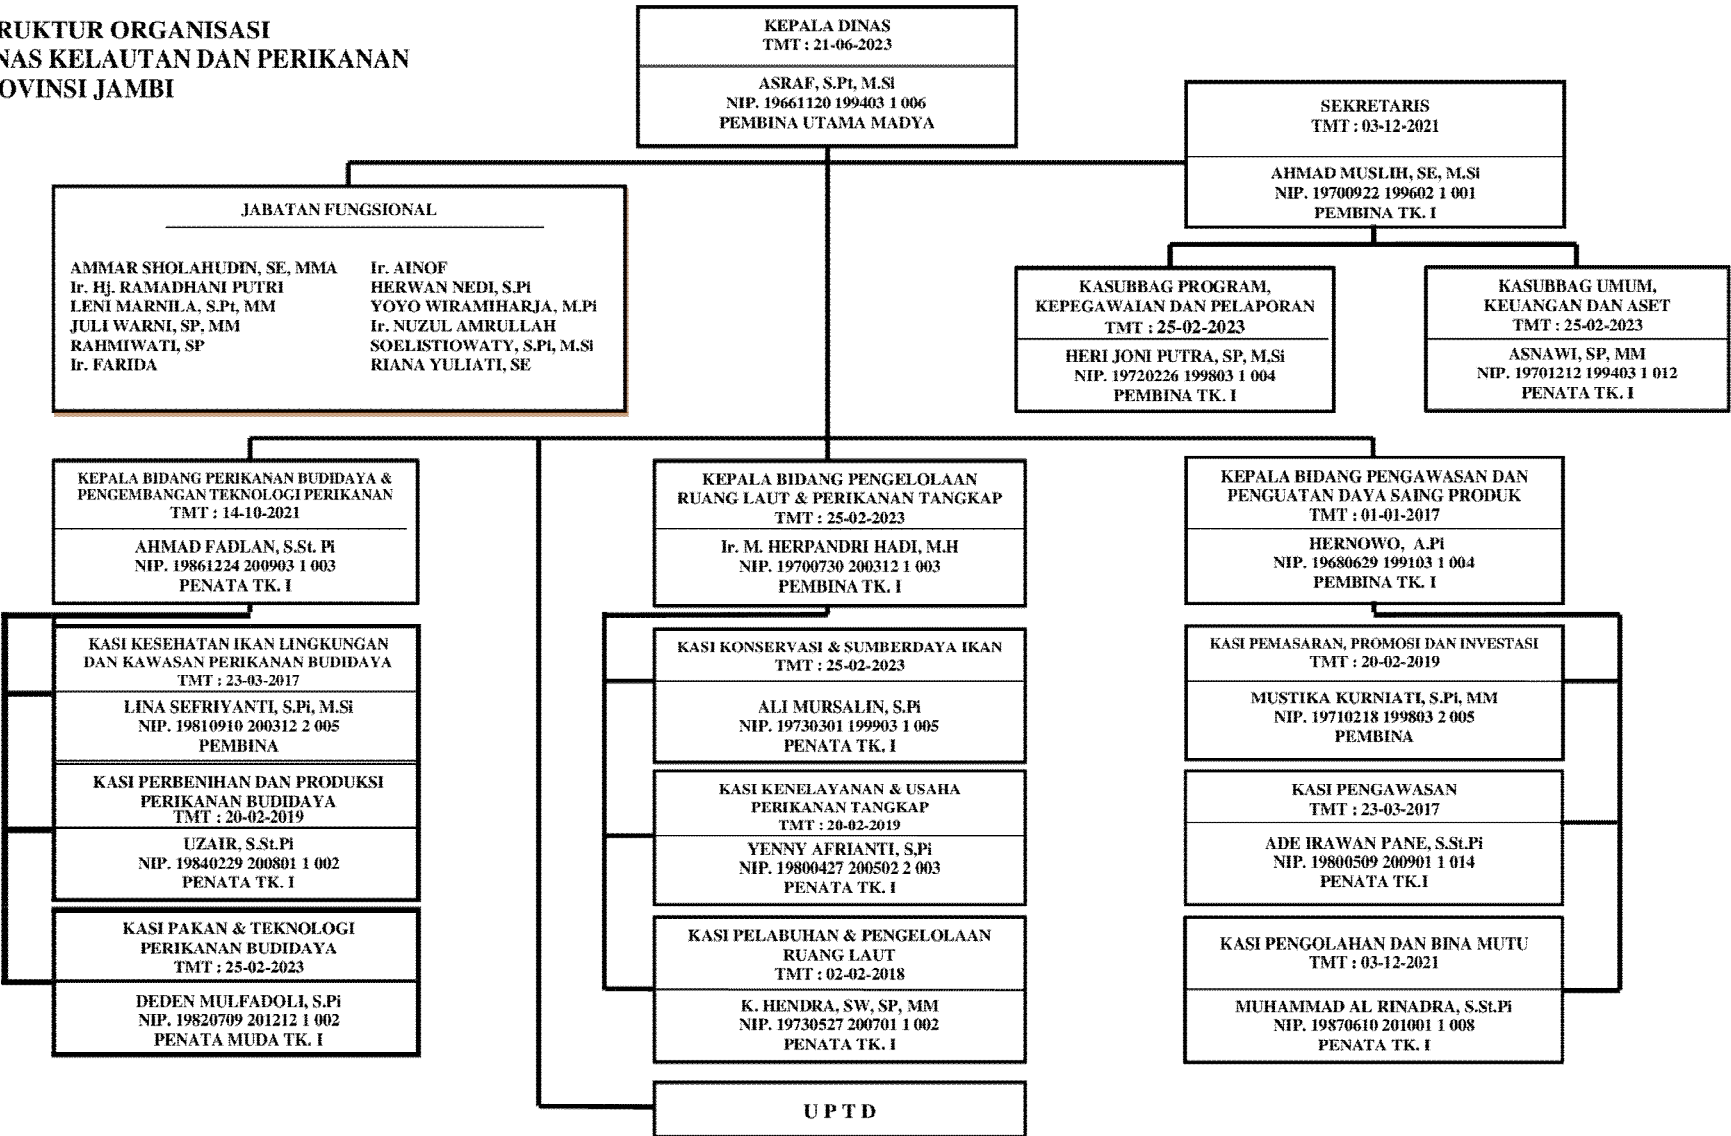 RUKTUR ORGANISASI
NAS KELAUTAN DAN PERIKANAN
OVINSI JAMBI
KEPALA DINAS
TMT : 21-06-2023
ASRAF, S.Pt, M.Si
NIP. 19661120 199403 1 006
PEMBINA UTAMA MADYA
SEKRETARIS
TMT : 03-12-2021
AHMAD MUSLIH, SE, M.Si
NIP. 19700922 199602 1 001
PEMBINA TK. I
JABATAN FUNGSIONAL
AMMAR SHOLAHUDIN, SE, MMA
Ir. Hj. RAMADHANI PUTRI
LENI MARNILA, S.Pt, MM
JULI WARNI, SP, MM
RAHMIWATI, SP
Ir. FARIDA
Ir. AINOF
HERWAN NEDI, S.Pi
YOYO WIRAMIHARJA, M.Pi
Ir. NUZUL AMRULLAH
SOELISTIOWATY, S.Pi, M.Si
RIANA YULIATI, SE
KASUBBAG PROGRAM,
KEPEGAWAIAN DAN PELAPORAN
TMT : 25-02-2023
HERI JONI PUTRA, SP, M.Si
NIP. 19720226 199803 1 004
PEMBINA TK. I
KASUBBAG UMUM,
KEUANGAN DAN ASET
TMT : 25-02-2023
ASNAWI, SP, MM
NIP. 19701212 199403 1 012
PENATA TK. I
KEPALA BIDANG PERIKANAN BUDIDAYA &
PENGEMBANGAN TEKNOLOGI PERIKANAN
TMT : 14-10-2021
AHMAD FADLAN, S.St. Pi
NIP. 19861224 200903 1 003
PENATA TK. I
KASI KESEHATAN IKAN LINGKUNGAN
DAN KAWASAN PERIKANAN BUDIDAYA
TMT : 23-03-2017
LINA SEFRIYANTI, S.Pi, M.Si
NIP. 19810910 200312 2 005
PEMBINA
KASI PERBENIHAN DAN PRODUKSI
PERIKANAN BUDIDAYA
TMT : 20-02-2019
UZAIR, S.St.Pi
NIP. 19840229 200801 1 002
PENATA TK. I
KASI PAKAN & TEKNOLOGI
PERIKANAN BUDIDAYA
TMT : 25-02-2023
DEDEN MULFADOLI, S.Pi
NIP. 19820709 201212 1 002
PENATA MUDA TK. I
KEPALA BIDANG PENGELOLAAN
RUANG LAUT & PERIKANAN TANGKAP
TMT : 25-02-2023
Ir. M. HERPANDRI HADI, M.H
NIP. 19700730 200312 1 003
PEMBINA TK. I
KASI KONSERVASI & SUMBERDAYA IKAN
TMT : 25-02-2023
ALI MURSALIN, S.Pi
NIP. 19730301 199903 1 005
PENATA TK. I
KASI KENELAYANAN & USAHA
PERIKANAN TANGKAP
TMT : 20-02-2019
YENNY AFRIANTI, S,Pi
NIP. 19800427 200502 2 003
PENATA TK. I
KASI PELABUHAN & PENGELOLAAN
RUANG LAUT
TMT : 02-02-2018
K. HENDRA, SW, SP, MM
NIP. 19730527 200701 1 002
PENATA TK. I
U P T D
KEPALA BIDANG PENGAWASAN DAN
PENGUATAN DAYA SAING PRODUK
TMT : 01-01-2017
HERNOWO, A.Pi
NIP. 19680629 199103 1 004
PEMBINA TK. I
KASI PEMASARAN, PROMOSI DAN INVESTASI
TMT : 20-02-2019
MUSTIKA KURNIATI, S.Pi, MM
NIP. 19710218 199803 2 005
PEMBINA
KASI PENGAWASAN
TMT : 23-03-2017
ADE IRAWAN PANE, S.St.Pi
NIP. 19800509 200901 1 014
PENATA TK.I
KASI PENGOLAHAN DAN BINA MUTU
TMT : 03-12-2021
MUHAMMAD AL RINADRA, S.St.Pi
NIP. 19870610 201001 1 008
PENATA TK. I